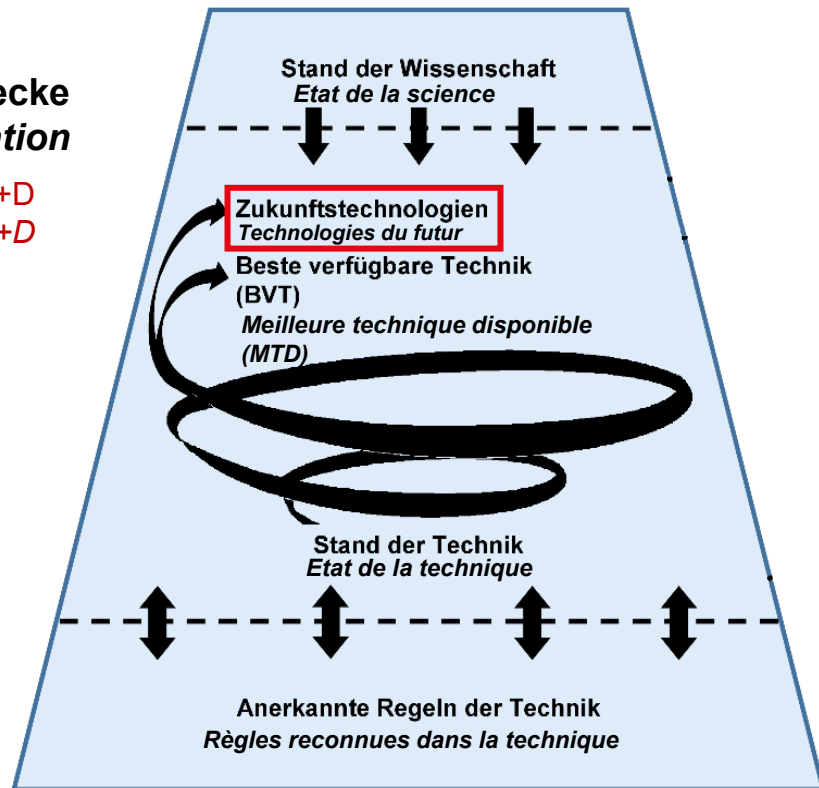 Stand der Wissenschaft
Etat de la science
ecke
ation
+D
+D
Zukunftstechnologien
Technologies du futur
Beste verfügbare Technik
(BVT)
Meilleure technique disponible
(MTD)
Stand der Technik
Etat de la technique
Anerkannte Regeln der Technik
Règles reconnues dans la technique